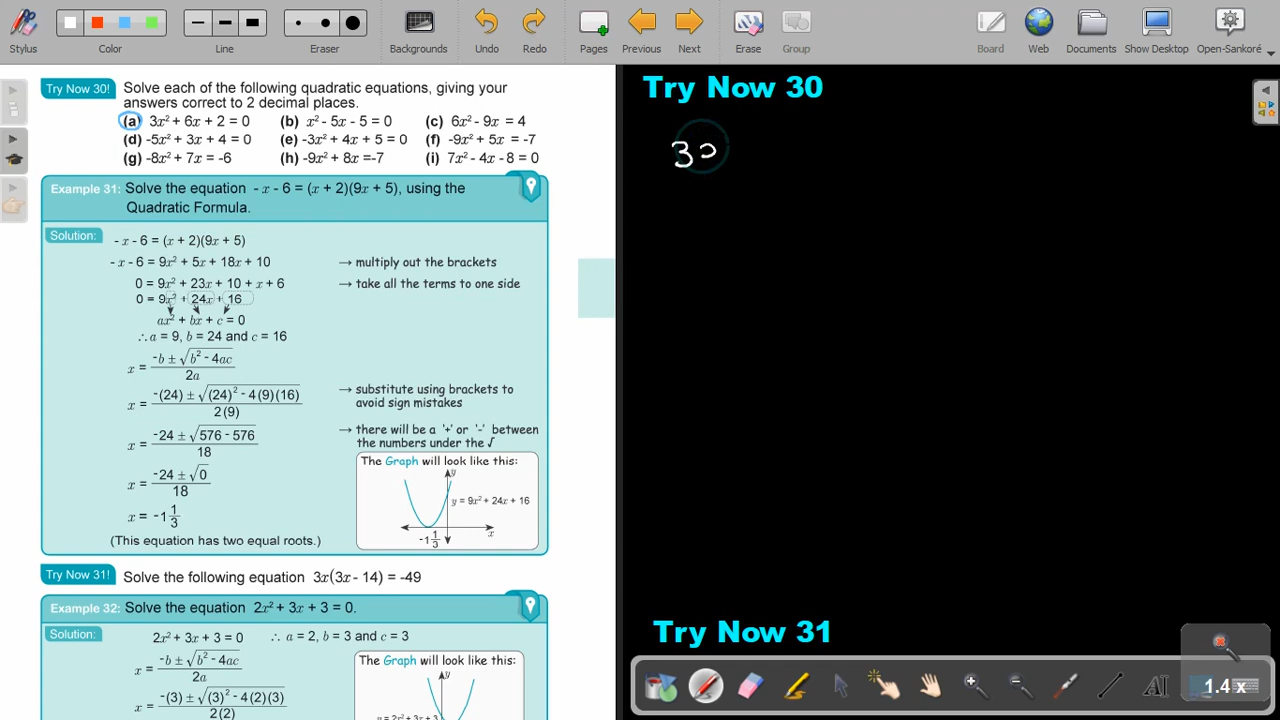 Stylus Color Line Eraser Backgrounds Undo Redo Pages Previous Next Erase Group Board Web Documents Show Desktop Open-Sankoré
Try Now 30! Solve each of the following quadratic equations, giving your
answers correct to 2 decimal places.
(a) 3x² + 6x + 2 = 0 (b) x² - 5x - 5 = 0 (c) 6x² - 9x = 4
(d) -5x² + 3x + 4 = 0 (e) -3x² + 4x + 5 = 0 (f) -9x² + 5x = -7
(g) -8x² + 7x = -6 (h) -9x² + 8x =-7 (i) 7x² - 4x - 8 = 0
Example 31: Solve the equation - x - 6 = (x + 2)(9x + 5), using the
Quadratic Formula.
Solution:
- x - 6 = (x + 2)(9x + 5)
- x - 6 = 9x² + 5x + 18x + 10 → multiply out the brackets
0 = 9x² + 23x + 10 + x + 6 → take all the terms to one side
0 = 9x² + 24x + 16
ax² + bx + c = 0
∴ a = 9, b = 24 and c = 16
x = (-b ± √(b² - 4ac))/2a
x = (-(24) ± √((24)² - 4(9)(16)))/2(9) → substitute using brackets to
avoid sign mistakes
x = (-24 ± √(576 - 576))/18 → there will be a '+' or '-' between
the numbers under the √
x = (-24 ± √0)/18
x = -1 1/3
(This equation has two equal roots.)
The Graph will look like this:
y
y = 9x² + 24x + 16
x
-1 1/3
Try Now 31! Solve the following equation 3x(3x - 14) = -49
Example 32: Solve the equation 2x² + 3x + 3 = 0.
Solution:
2x² + 3x + 3 = 0 ∴ a = 2, b = 3 and c = 3
x = (-b ± √(b² - 4ac))/2a
x = (-(3) ± √((3)² - 4(2)(3)))/2(2)
The Graph will look like this:
y
y = 2x² + 3x + 3
Try Now 30
3x
Try Now 31
1.4 x